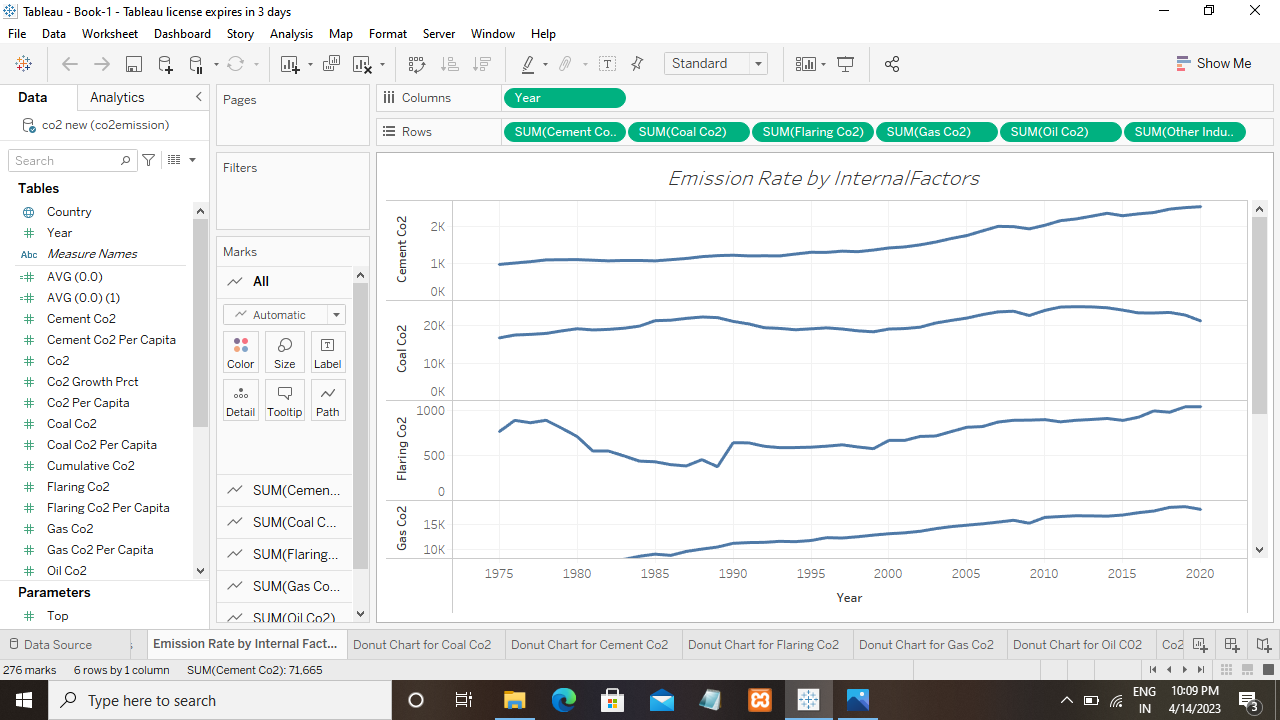 Tableau - Book-1 - Tableau license expires in 3 days
File Data Worksheet Dashboard Story Analysis Map Format Server Window Help
Standard
Show Me
Data Analytics
co2 new (co2emission)
Search
Tables
Country
Year
Abc Measure Names
AVG (0.0)
AVG (0.0) (1)
Cement Co2
Cement Co2 Per Capita
Co2
Co2 Growth Prct
Co2 Per Capita
Coal Co2
Coal Co2 Per Capita
Cumulative Co2
Flaring Co2
Flaring Co2 Per Capita
Gas Co2
Gas Co2 Per Capita
Oil Co2
Parameters
Top
Pages
Filters
Marks
All
Automatic
Color Size Label
Detail Tooltip Path
SUM(Cemen...
SUM(Coal C...
SUM(Flaring...
SUM(Gas Co...
SUM(Oil Co2)
Columns Year
Rows SUM(Cement Co.. SUM(Coal Co2) SUM(Flaring Co2) SUM(Gas Co2) SUM(Oil Co2) SUM(Other Indu..
Emission Rate by InternalFactors
Cement Co2
2K
1K
0K
Coal Co2
20K
10K
0K
Flaring Co2
1000
500
0
Gas Co2
15K
10K
1975 1980 1985 1990 1995 2000 2005 2010 2015 2020
Year
Data Source Emission Rate by Internal Fact... Donut Chart for Coal Co2 Donut Chart for Cement Co2 Donut Chart for Flaring Co2 Donut Chart for Gas Co2 Donut Chart for Oil CO2 Co2
276 marks 6 rows by 1 column SUM(Cement Co2): 71,665
Type here to search
ENG
IN
10:09 PM
4/14/2023
3